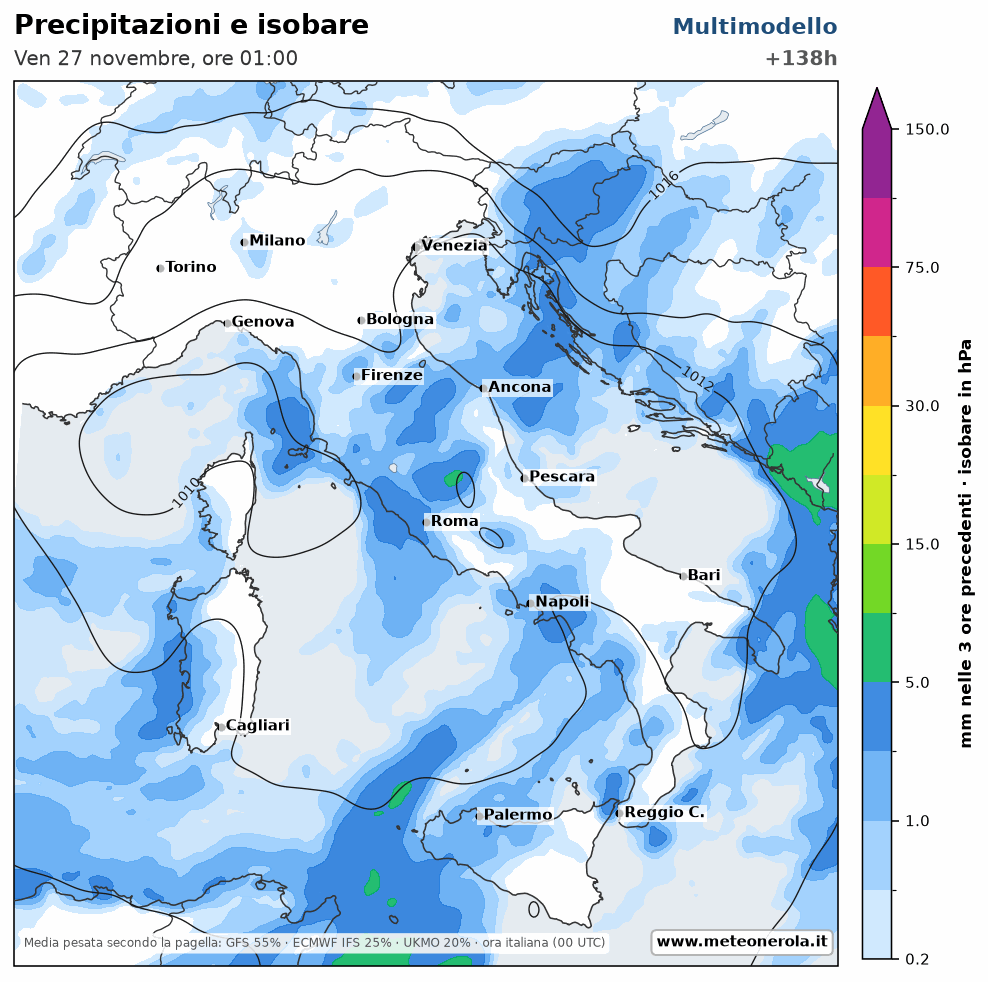 Precipitazioni e isobare
Multimodello
Ven 27 novembre, ore 01:00
+138h
150.0
75.0
30.0
15.0
5.0
1.0
0.2
mm nelle 3 ore precedenti · isobare in hPa
1016
Milano
Venezia
Torino
Genova
Bologna
Firenze
1012
Ancona
1010
Pescara
Roma
Bari
Napoli
Cagliari
Palermo
Reggio C.
Media pesata secondo la pagella: GFS 55% · ECMWF IFS 25% · UKMO 20% · ora italiana (00 UTC)
www.meteonerola.it